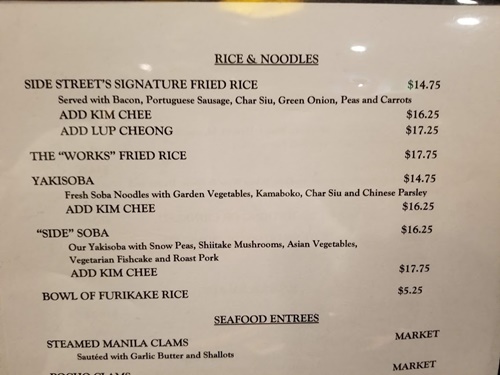 RICE & NOODLES
SIDE STREET'S SIGNATURE FRIED RICE $14.75
Served with Bacon, Portuguese Sausage, Char Siu, Green Onion, Peas and Carrots
ADD KIM CHEE $16.25
ADD LUP CHEONG $17.25
THE "WORKS" FRIED RICE $17.75
YAKISOBA $14.75
Fresh Soba Noodles with Garden Vegetables, Kamaboko, Char Siu and Chinese Parsley
ADD KIM CHEE $16.25
"SIDE" SOBA $16.25
Our Yakisoba with Snow Peas, Shiitake Mushrooms, Asian Vegetables,
Vegetarian Fishcake and Roast Pork
ADD KIM CHEE $17.75
BOWL OF FURIKAKE RICE $5.25
SEAFOOD ENTREES
STEAMED MANILA CLAMS MARKET
Sautéed with Garlic Butter and Shallots
CLAMS MARKET